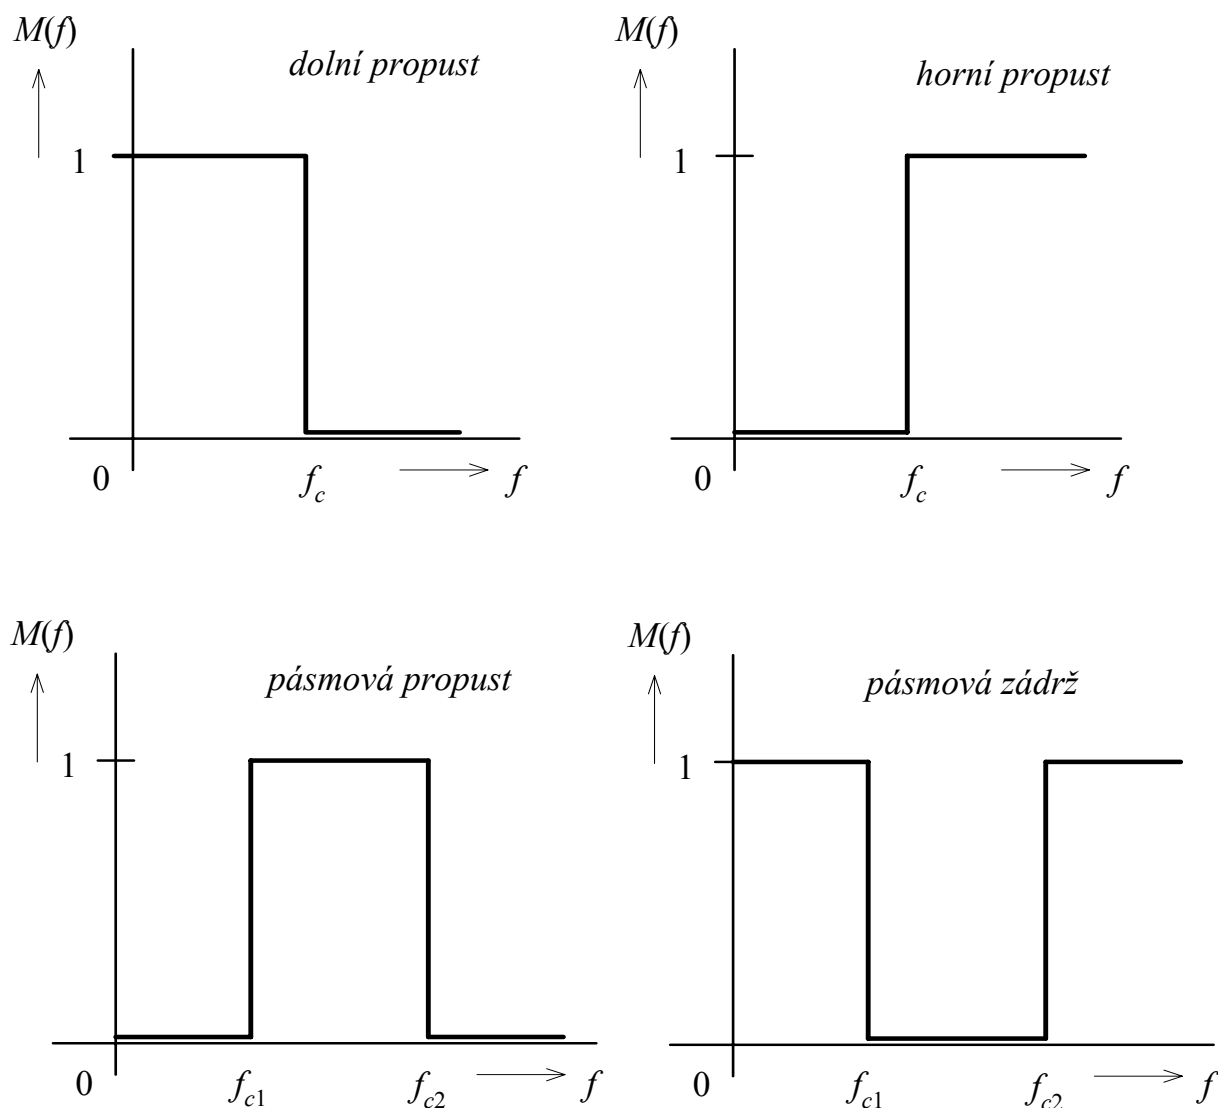 M(f)
dolní propust
1
0
f_c
f
M(f)
horní propust
1
0
f_c
f
M(f)
pásmová propust
1
0
f_c1
f_c2
f
M(f)
pásmová zádrž
1
0
f_c1
f_c2
f